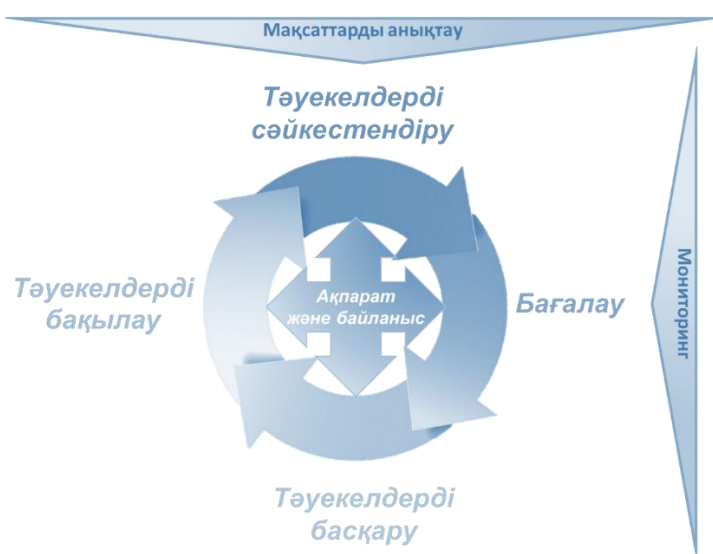 Мақсаттарды анықтау
Тәуекелдерді
сәйкестендіру
Тәуекелдерді
бақылау
Ақпарат
және байланыс
Бағалау
Мониторинг
Тәуекелдерді
басқару